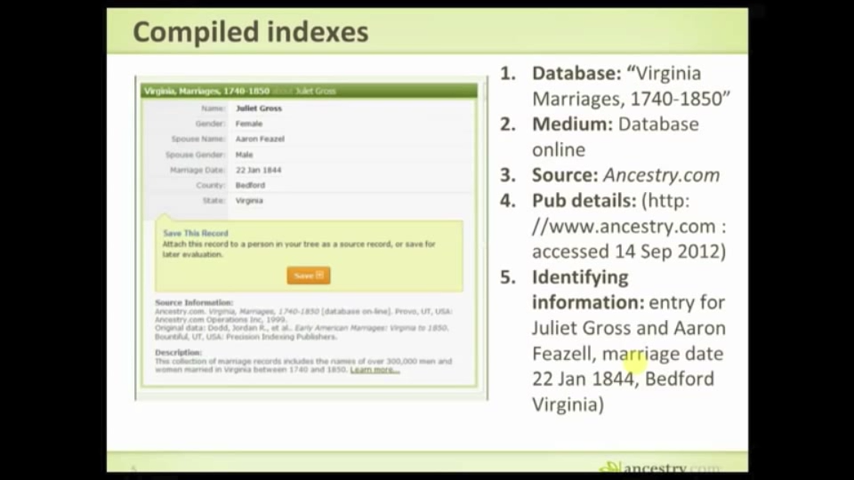 Compiled indexes
Virginia, Marriages, 1740-1850 about Juliet Gross
Name: Juliet Gross
Gender: Female
Spouse Name: Aaron Feazel
Spouse Gender: Male
Marriage Date: 22 Jan 1844
County: Bedford
State: Virginia
Save This Record
Attach this record to a person in your tree as a source record, or save for
later evaluation.
Save
Source Information:
Ancestry.com. Virginia, Marriages, 1740-1850 [database on-line]. Provo, UT, USA:
Ancestry.com Operations Inc, 1999.
Original data: Dodd, Jordan R., et al.. Early American Marriages: Virginia to 1850.
Bountiful, UT, USA: Precision Indexing Publishers.
Description:
This collection of marriage records includes the names of over 300,000 men and
women married in Virginia between 1740 and 1850. Learn more...
1. Database: “Virginia
Marriages, 1740-1850”
2. Medium: Database
online
3. Source: Ancestry.com
4. Pub details: (http:
//www.ancestry.com :
accessed 14 Sep 2012)
5. Identifying
information: entry for
Juliet Gross and Aaron
Feazell, marriage date
22 Jan 1844, Bedford
Virginia)
ancestry.com